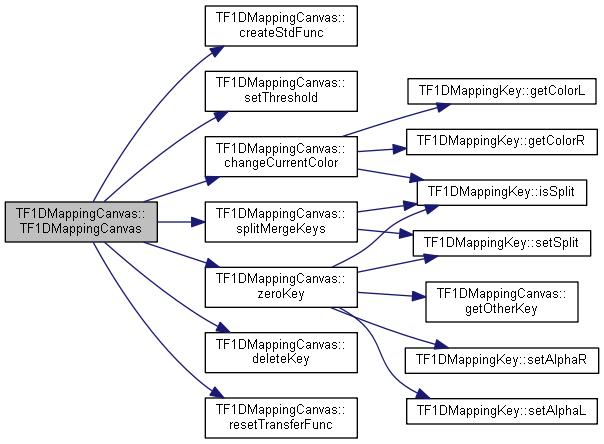 TF1DMappingCanvas::
TF1DMappingCanvas
TF1DMappingCanvas::
createStdFunc
TF1DMappingCanvas::
setThreshold
TF1DMappingCanvas::
changeCurrentColor
TF1DMappingCanvas::
splitMergeKeys
TF1DMappingCanvas::
zeroKey
TF1DMappingCanvas::
deleteKey
TF1DMappingCanvas::
resetTransferFunc
TF1DMappingKey::getColorL
TF1DMappingKey::getColorR
TF1DMappingKey::isSplit
TF1DMappingKey::setSplit
TF1DMappingCanvas::
getOtherKey
TF1DMappingKey::setAlphaR
TF1DMappingKey::setAlphaL